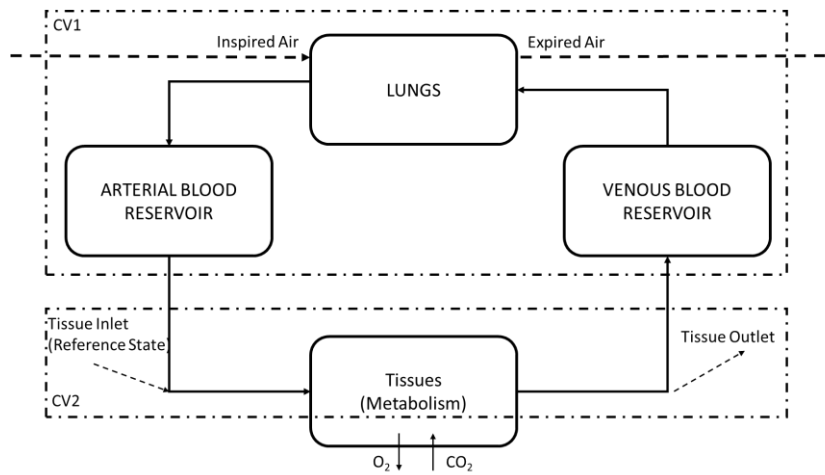 CV1
Inspired Air
Expired Air
LUNGS
ARTERIAL BLOOD
RESERVOIR
VENOUS BLOOD
RESERVOIR
Tissue Inlet
(Reference State)
Tissue Outlet
Tissues
(Metabolism)
CV2
O₂
CO₂